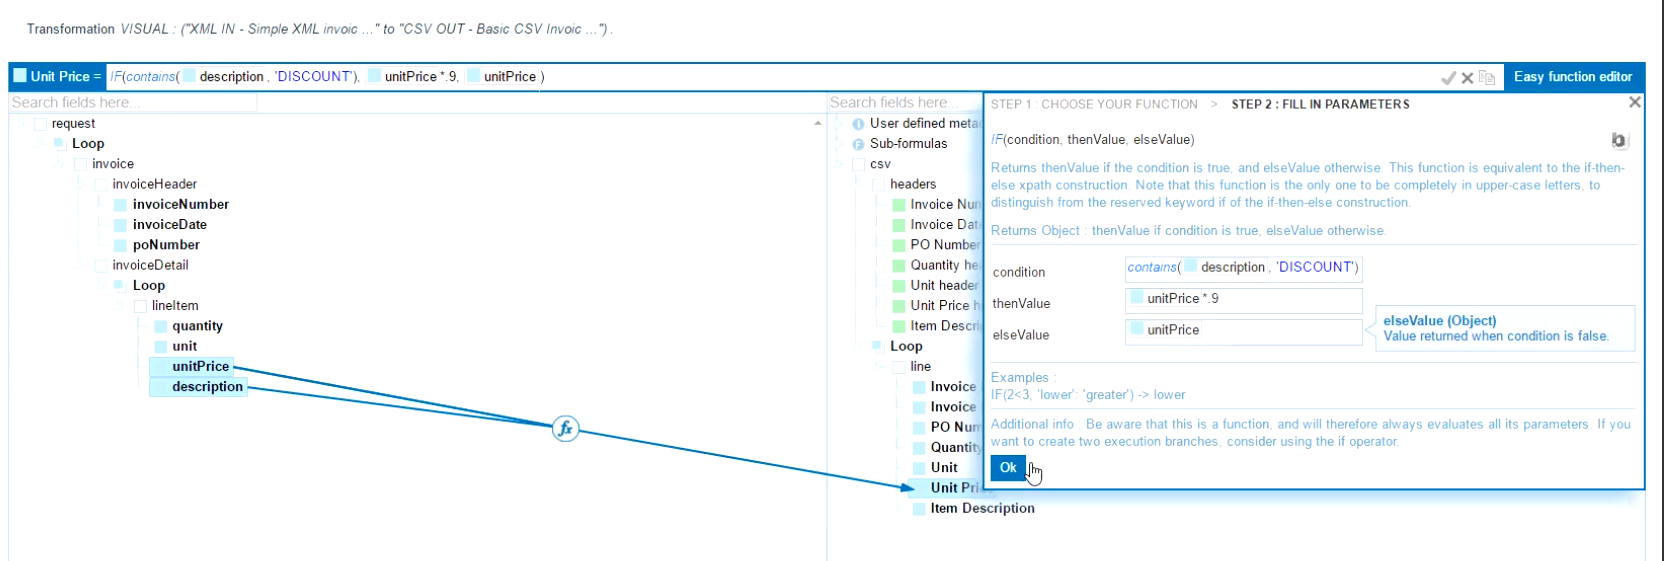 Transformation VISUAL : ("XML IN - Simple XML invoic ..." to "CSV OUT - Basic CSV Invoic ...") .
Unit Price = IF(contains( description , 'DISCOUNT'), unitPrice *.9, unitPrice )
Easy function editor
Search fields here...
request
Loop
invoice
invoiceHeader
invoiceNumber
invoiceDate
poNumber
invoiceDetail
Loop
lineItem
quantity
unit
unitPrice
description
fx
Search fields here...
User defined meta
F Sub-formulas
csv
headers
Invoice Num
Invoice Dat
PO Number
Quantity he
Unit header
Unit Price h
Item Descri
Loop
line
Invoice
Invoice
PO Num
Quantity
Unit
Unit Pri
Item Description
STEP 1 : CHOOSE YOUR FUNCTION > STEP 2 : FILL IN PARAMETERS
IF(condition, thenValue, elseValue)
Returns thenValue if the condition is true, and elseValue otherwise. This function is equivalent to the if-then-
else xpath construction. Note that this function is the only one to be completely in upper-case letters, to
distinguish from the reserved keyword if of the if-then-else construction.
Returns Object : thenValue if condition is true, elseValue otherwise.
condition contains( description , 'DISCOUNT')
thenValue unitPrice *.9
elseValue unitPrice
elseValue (Object)
Value returned when condition is false.
Examples :
IF(2<3, 'lower' 'greater') -> lower
Additional info : Be aware that this is a function, and will therefore always evaluates all its parameters. If you
want to create two execution branches, consider using the if operator.
Ok